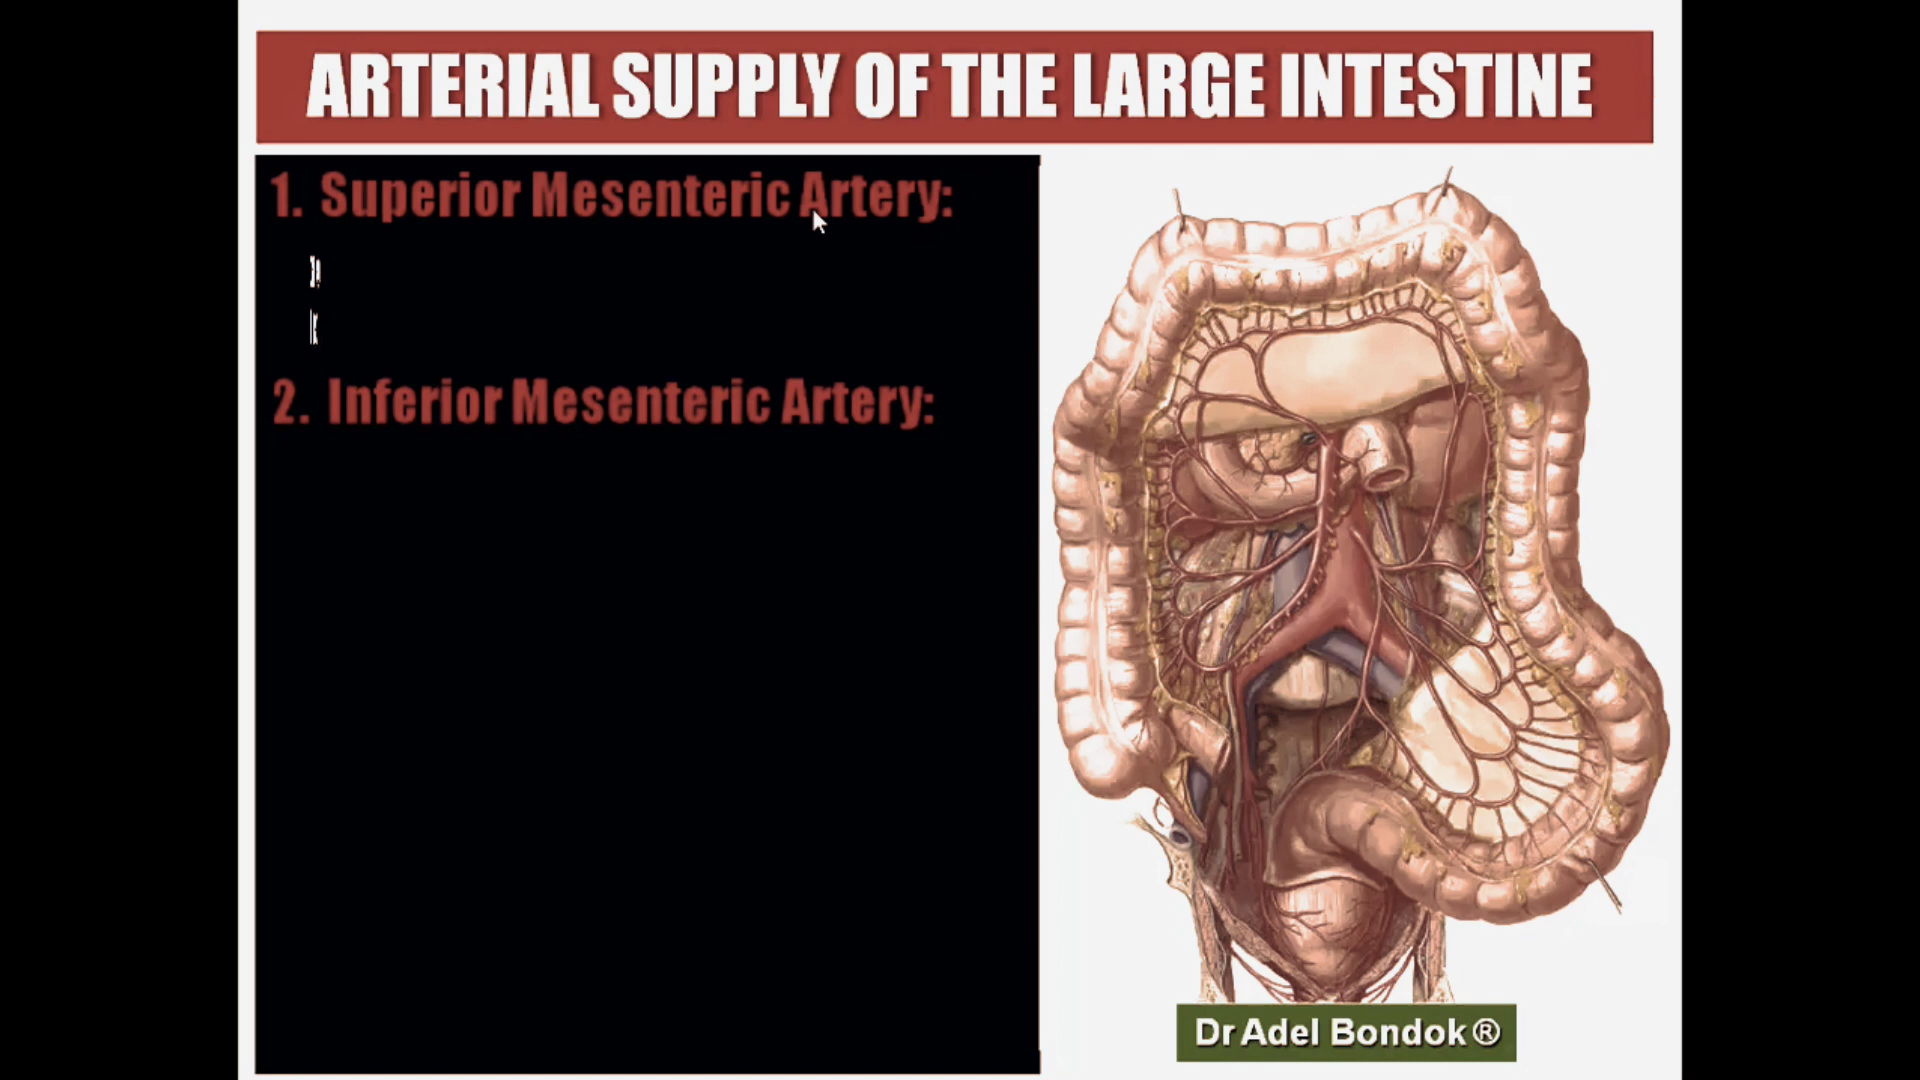 ARTERIAL SUPPLY OF THE LARGE INTESTINE
1. Superior Mesenteric Artery:
2. Inferior Mesenteric Artery:
Dr Adel Bondok ®